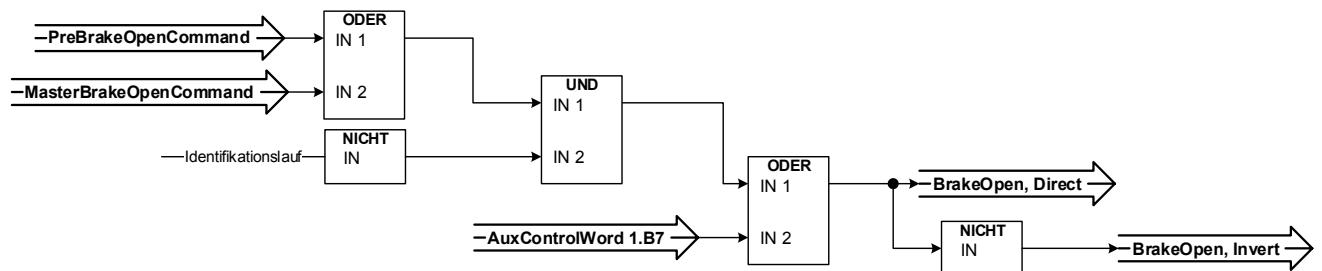 ODER
PreBrakeOpenCommand
IN 1
MasterBrakeOpenCommand
IN 2
UND
IN 1
NICHT
Identifikationslauf
IN
IN 2
ODER
IN 1
BrakeOpen, Direct
AuxControlWord 1.B7
IN 2
NICHT
IN
BrakeOpen, Invert